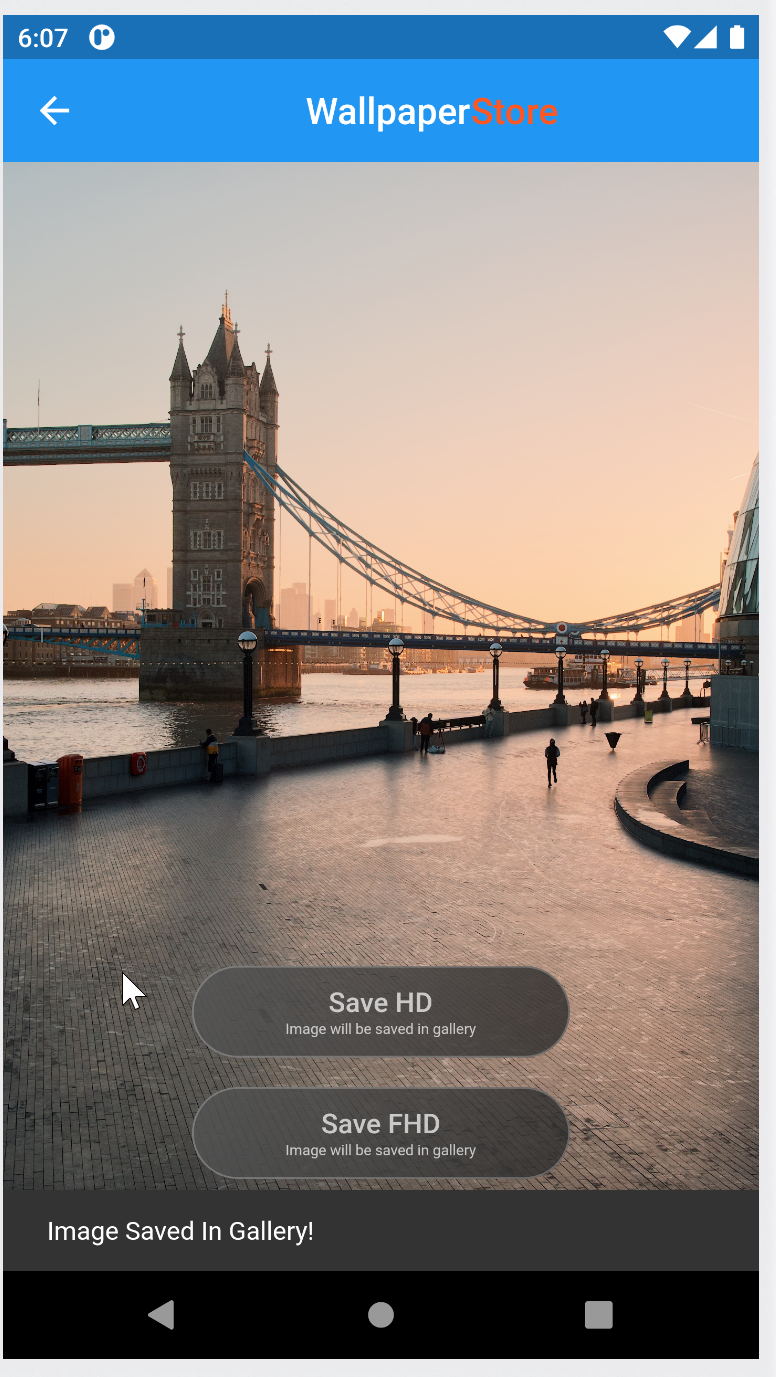 6:07
WallpaperStore
Save HD
Image will be saved in gallery
Save FHD
Image will be saved in gallery
Image Saved In Gallery!